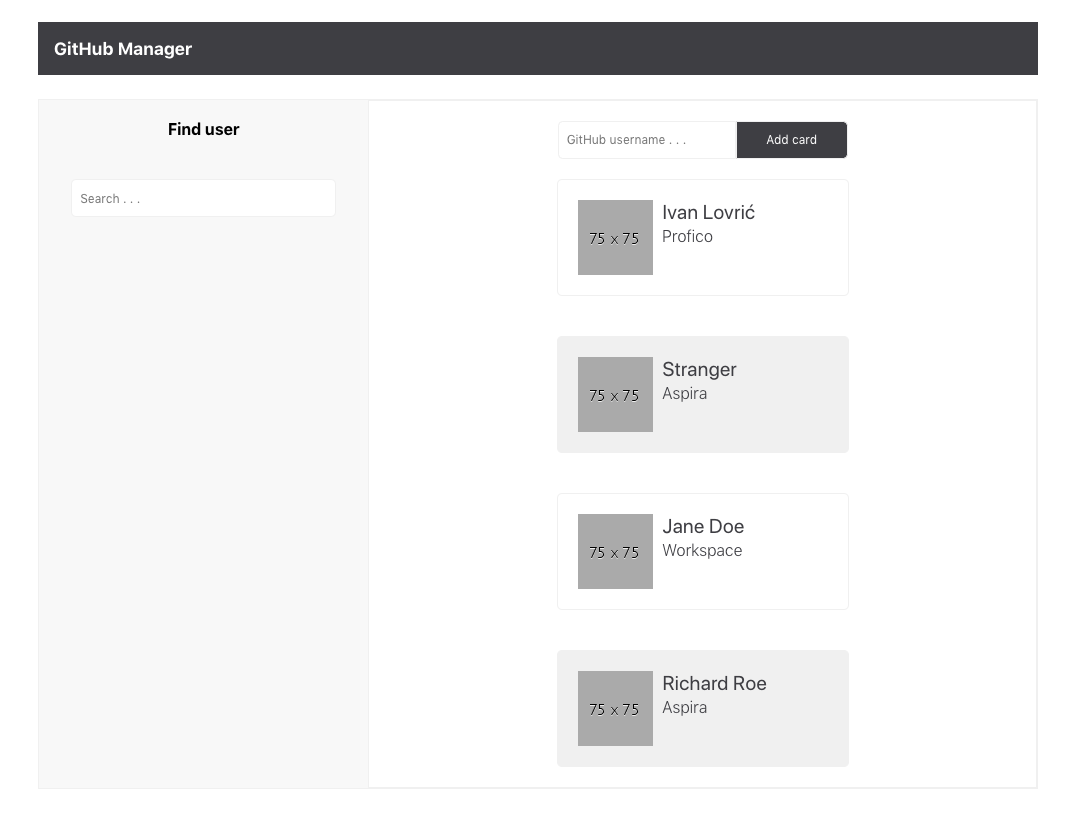 GitHub Manager
Find user
Search . . .
GitHub username . . .
Add card
75 x 75
Ivan Lovrić
Profico
75 x 75
Stranger
Aspira
75 x 75
Jane Doe
Workspace
75 x 75
Richard Roe
Aspira